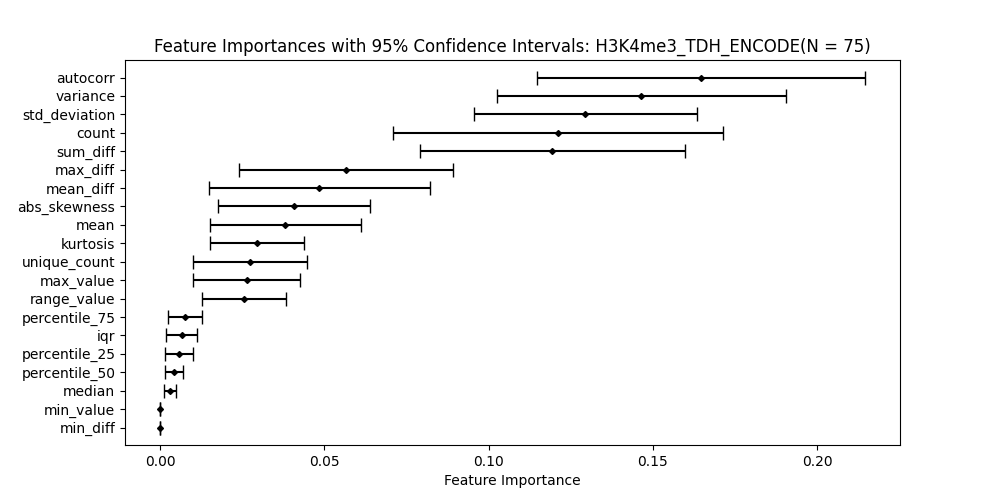 Feature Importances with 95% Confidence Intervals: H3K4me3_TDH_ENCODE(N = 75)
autocorr
variance
std_deviation
count
sum_diff
max_diff
mean_diff
abs_skewness
mean
kurtosis
unique_count
max_value
range_value
percentile_75
iqr
percentile_25
percentile_50
median
min_value
min_diff
0.00 0.05 0.10 0.15 0.20
Feature Importance